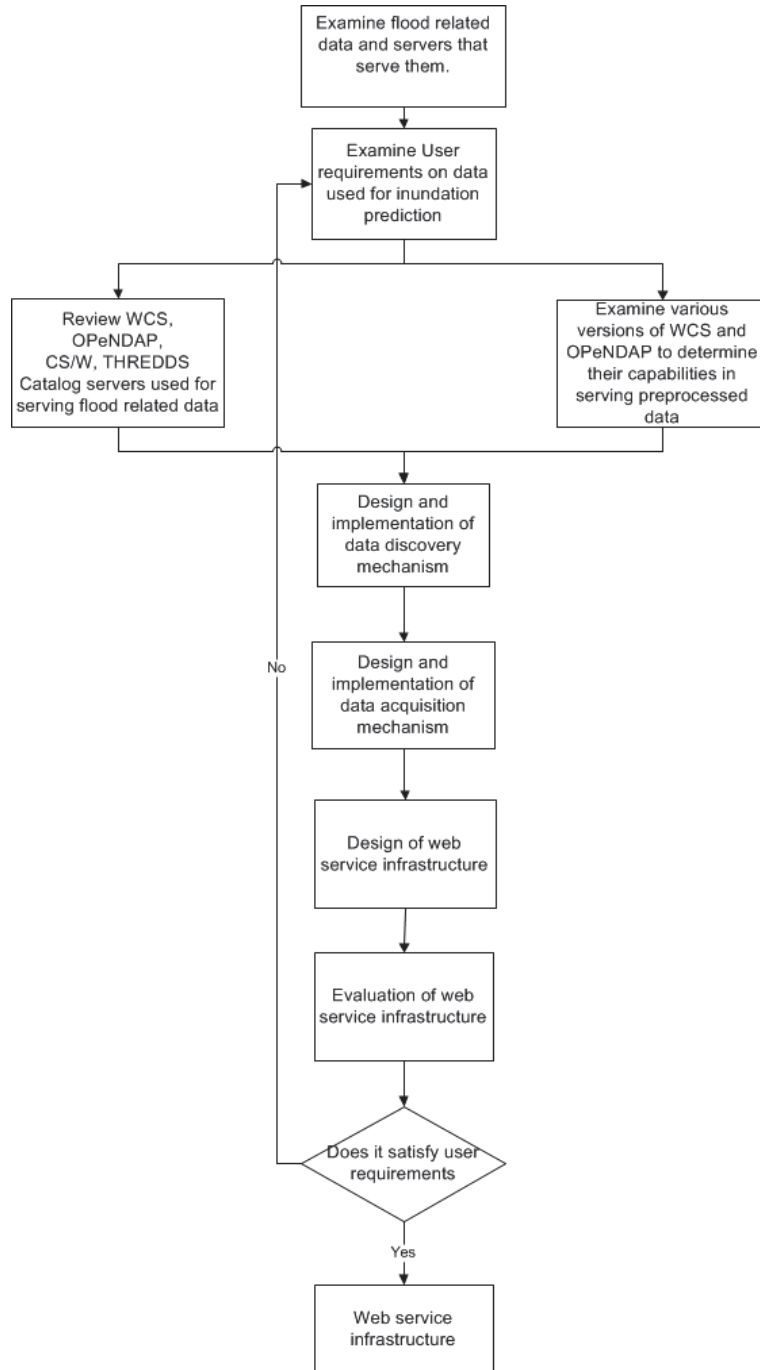 Examine flood related
data and servers that
serve them.
Examine User
requirements on data
used for inundation
prediction
Review WCS,
OPeNDAP,
CS/W, THREDDS
Catalog servers used for
serving flood related data
Examine various
versions of WCS and
OPeNDAP to determine
their capabilities in
serving preprocessed
data
Design and
implementation of
data discovery
mechanism
No
Design and
implementation of
data acquisition
mechanism
Design of web
service infrastructure
Evaluation of web
service infrastructure
Does it satisfy user
requirements
Yes
Web service
infrastructure